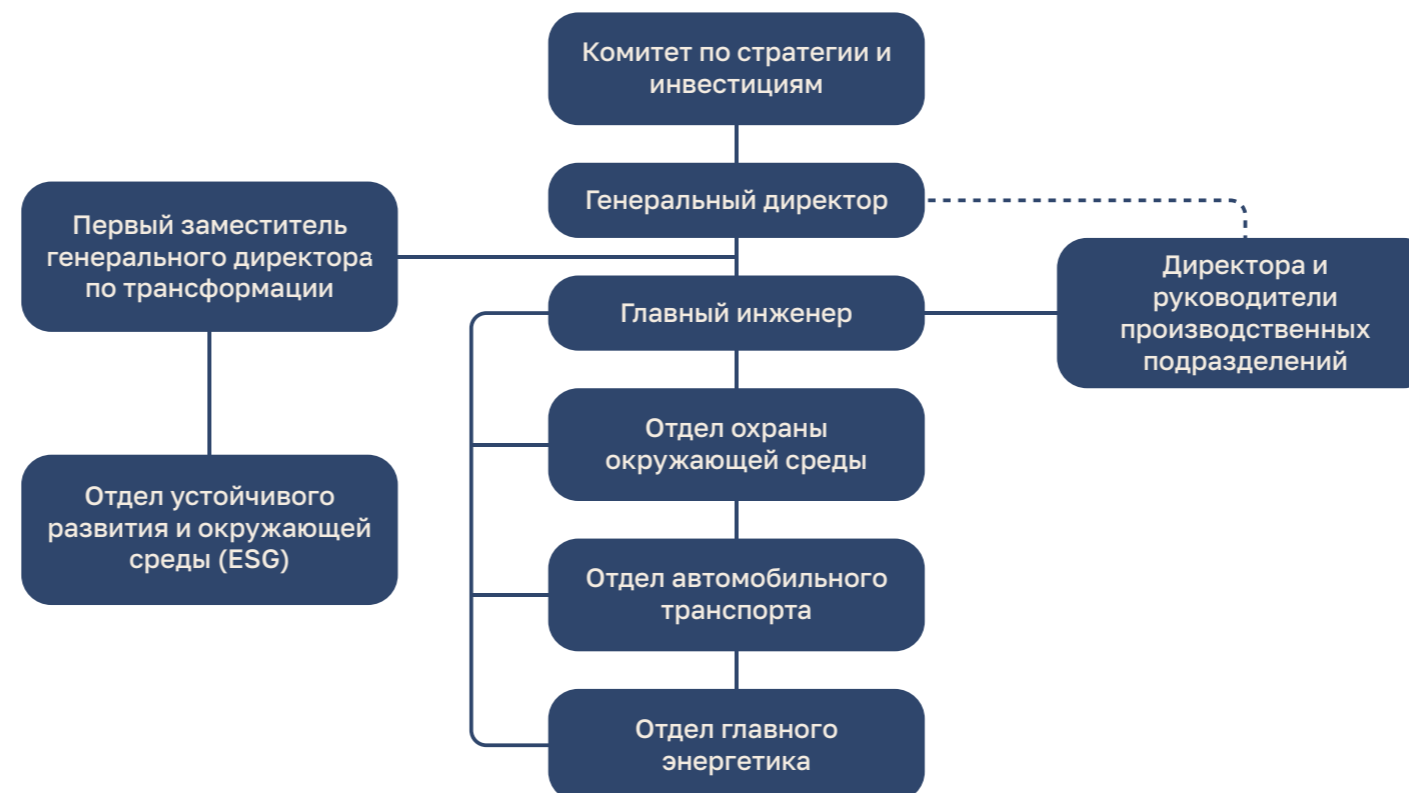 Комитет по стратегии и
инвестициям
Генеральный директор
Первый заместитель
генерального директора
по трансформации
Директора и
руководители
производственных
подразделений
Главный инженер
Отдел охраны
окружающей среды
Отдел устойчивого
развития и окружающей
среды (ESG)
Отдел автомобильного
транспорта
Отдел главного
энергетика